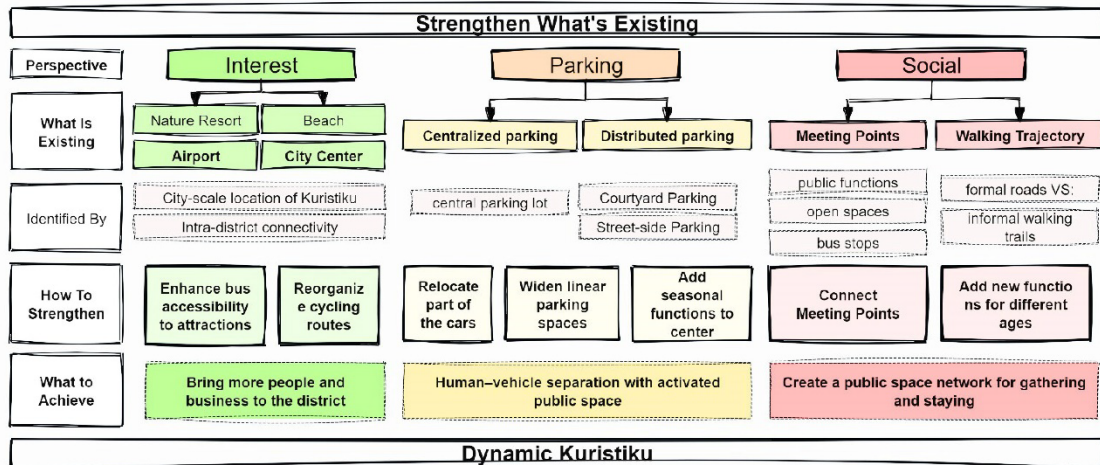 Strengthen What's Existing
Perspective
Interest
Parking
Social
What Is
Existing
Nature Resort
Beach
Airport
City Center
Centralized parking
Distributed parking
Meeting Points
Walking Trajectory
Identified By
City-scale location of Kuristiku
Intra-district connectivity
central parking lot
Courtyard Parking
Street-side Parking
public functions
open spaces
bus stops
formal roads VS:
informal walking
trails
How To
Strengthen
Enhance bus
accessibility
to attractions
Reorganiz
e cycling
routes
Relocate
part of
the cars
Widen linear
parking
spaces
Add
seasonal
functions to
center
Connect
Meeting Points
Add new functio
ns for different
ages
What to
Achieve
Bring more people and
business to the district
Human–vehicle separation with activated
public space
Create a public space network for gathering
and staying
Dynamic Kuristiku